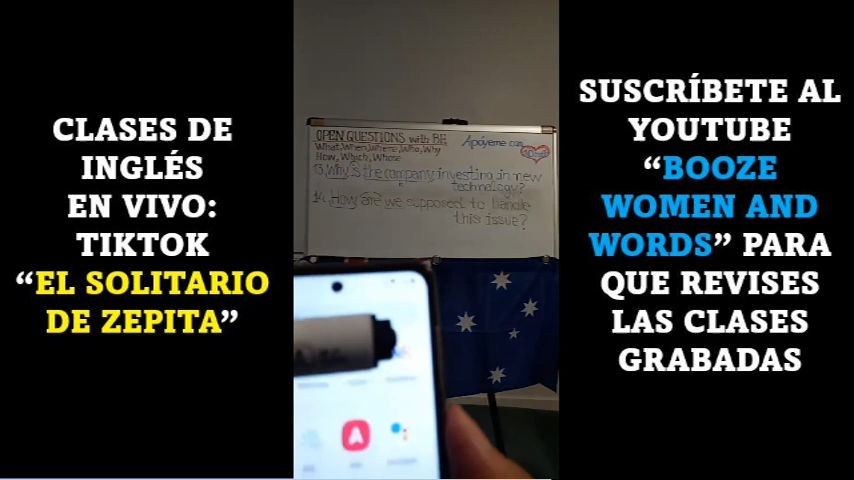 CLASES DE
INGLÉS
EN VIVO:
TIKTOK
“EL SOLITARIO
DE ZEPITA”
OPEN QUESTIONS with BE
What, When, Where, Who, Why
How, Which, Whose
Apóyeme con
13. Why is the company investing in new
technology?
14. How are we supposed to handle
this issue?
A
SUSCRÍBETE AL
YOUTUBE
“BOOZE
WOMEN AND
WORDS” PARA
QUE REVISES
LAS CLASES
GRABADAS